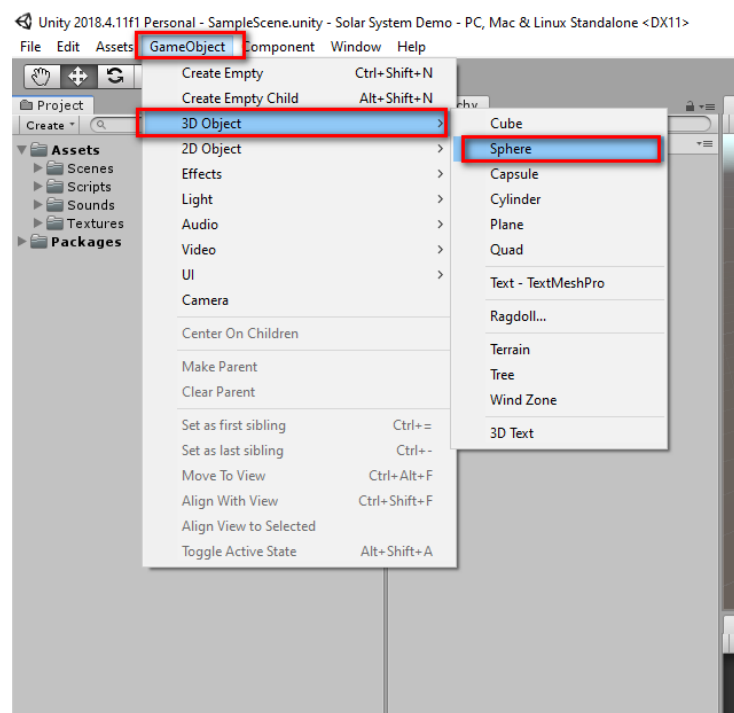 Unity 2018.4.11f1 Personal - SampleScene.unity - Solar System Demo - PC, Mac & Linux Standalone <DX11>
File Edit Assets GameObject Component Window Help
Create Empty Ctrl+Shift+N
Create Empty Child Alt+Shift+N
3D Object
2D Object
Effects
Light
Audio
Video
UI
Camera
Center On Children
Make Parent
Clear Parent
Set as first sibling Ctrl+=
Set as last sibling Ctrl+-
Move To View Ctrl+Alt+F
Align With View Ctrl+Shift+F
Align View to Selected
Toggle Active State Alt+Shift+A
Cube
Sphere
Capsule
Cylinder
Plane
Quad
Text - TextMeshPro
Ragdoll...
Terrain
Tree
Wind Zone
3D Text
Project
Create
Assets
Scenes
Scripts
Sounds
Textures
Packages